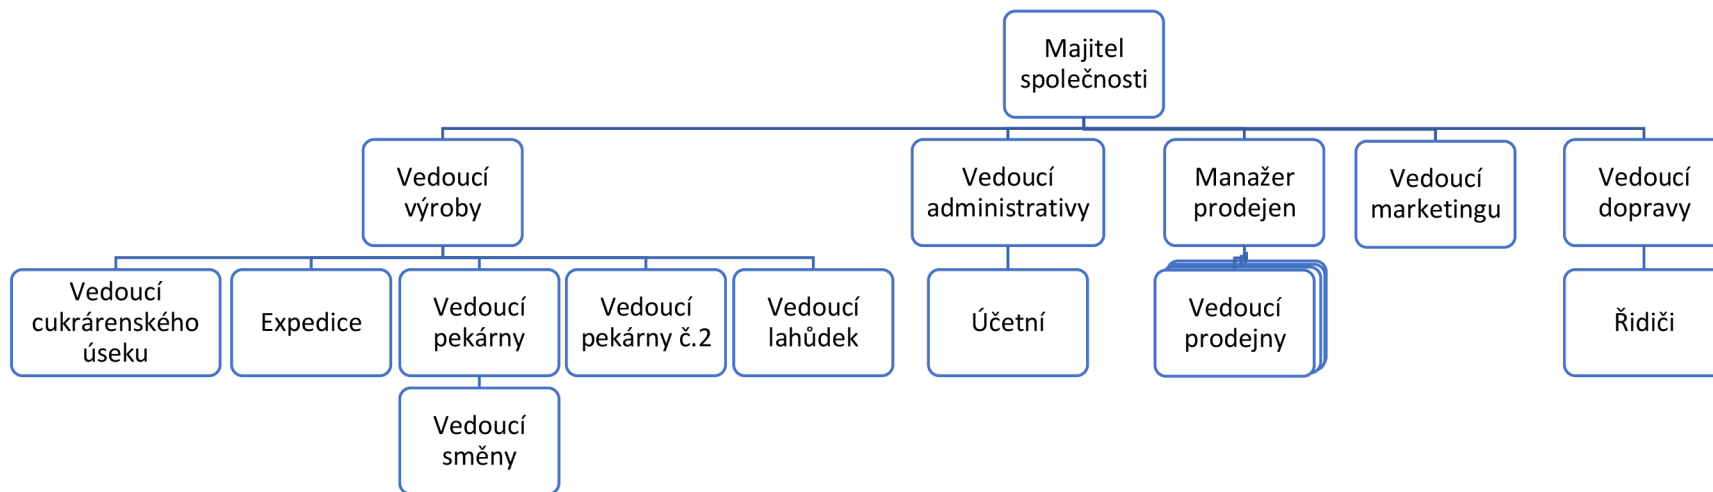 Majitel
společnosti
Vedoucí
výroby
Vedoucí
administrativy
Manažer
prodejen
Vedoucí
marketingu
Vedoucí
dopravy
Vedoucí
cukrárenského
úseku
Expedice
Vedoucí
pekárny
Vedoucí
pekárny č.2
Vedoucí
lahůdek
Účetní
Vedoucí
prodejny
Řidiči
Vedoucí
směny